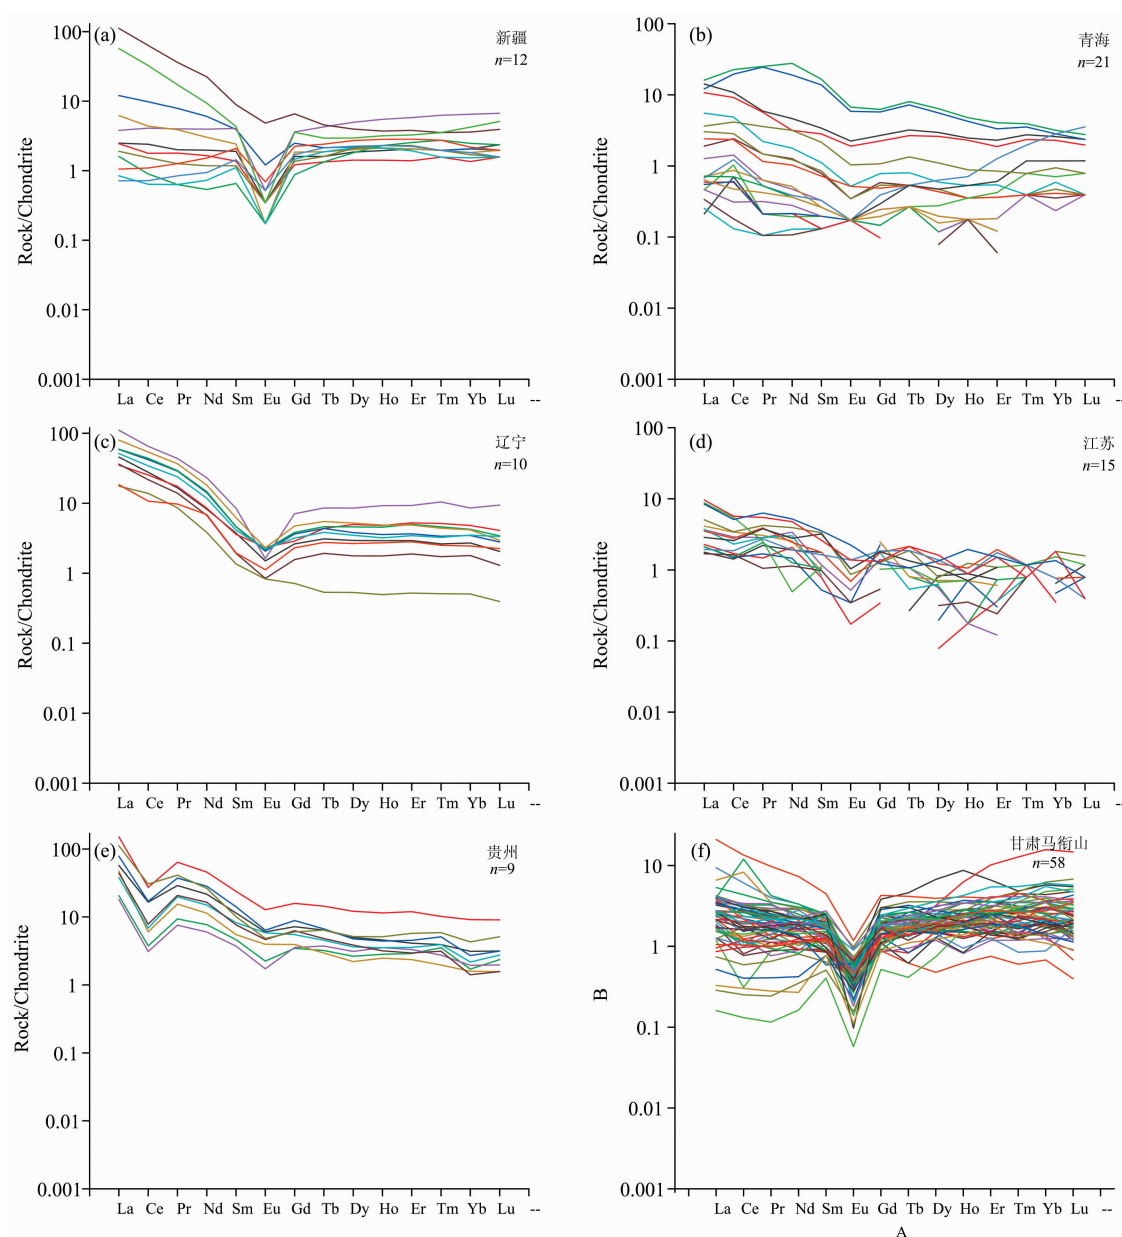 (a)
新疆
n=12
100
10
1
0.1
0.01
0.001
Rock/Chondrite
La Ce Pr Nd Sm Eu Gd Tb Dy Ho Er Tm Yb Lu --
(b)
青海
n=21
100
10
1
0.1
0.01
0.001
Rock/Chondrite
La Ce Pr Nd Sm Eu Gd Tb Dy Ho Er Tm Yb Lu --
(c)
辽宁
n=10
100
10
1
0.1
0.01
0.001
Rock/Chondrite
La Ce Pr Nd Sm Eu Gd Tb Dy Ho Er Tm Yb Lu --
(d)
江苏
n=15
100
10
1
0.1
0.01
0.001
Rock/Chondrite
La Ce Pr Nd Sm Eu Gd Tb Dy Ho Er Tm Yb Lu --
(e)
贵州
n=9
100
10
1
0.1
0.01
0.001
Rock/Chondrite
La Ce Pr Nd Sm Eu Gd Tb Dy Ho Er Tm Yb Lu --
(f)
甘肃马衔山
n=58
10
1
0.1
0.01
0.001
B
La Ce Pr Nd Sm Eu Gd Tb Dy Ho Er Tm Yb Lu --
A